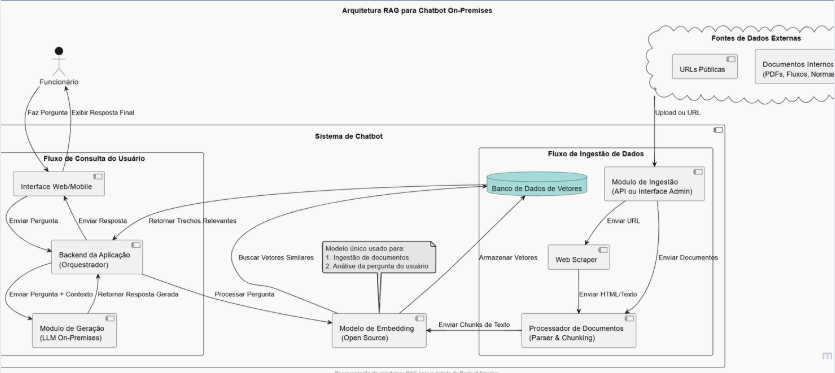 Arquitetura RAG para Chatbot On-Premises
Fontes de Dados Externas
URLs Públicas
Documentos Internos
(PDFs, Fluxos, Norma
Funcionário
Faz Pergunta
Exibir Resposta Final
Upload ou URL
Sistema de Chatbot
Fluxo de Consulta do Usuário
Fluxo de Ingestão de Dados
Interface Web/Mobile
Banco de Dados de Vetores
Módulo de Ingestão
(API ou Interface Admin)
Enviar Pergunta
Enviar Resposta
Retornar Trechos Relevantes
Enviar URL
Backend da Aplicação
(Orquestrador)
Modelo único usado para:
1. Ingestão de documentos
2. Análise da pergunta do usuário
Buscar Vetores Similares
Armazenar Vetores
Web Scraper
Enviar Documentos
Enviar Pergunta + Contexto
Retornar Resposta Gerada
Processar Pergunta
Enviar HTML/Texto
Módulo de Geração
(LLM On-Premises)
Modelo de Embedding
(Open Source)
Enviar Chunks de Texto
Processador de Documentos
(Parser & Chunking)
m